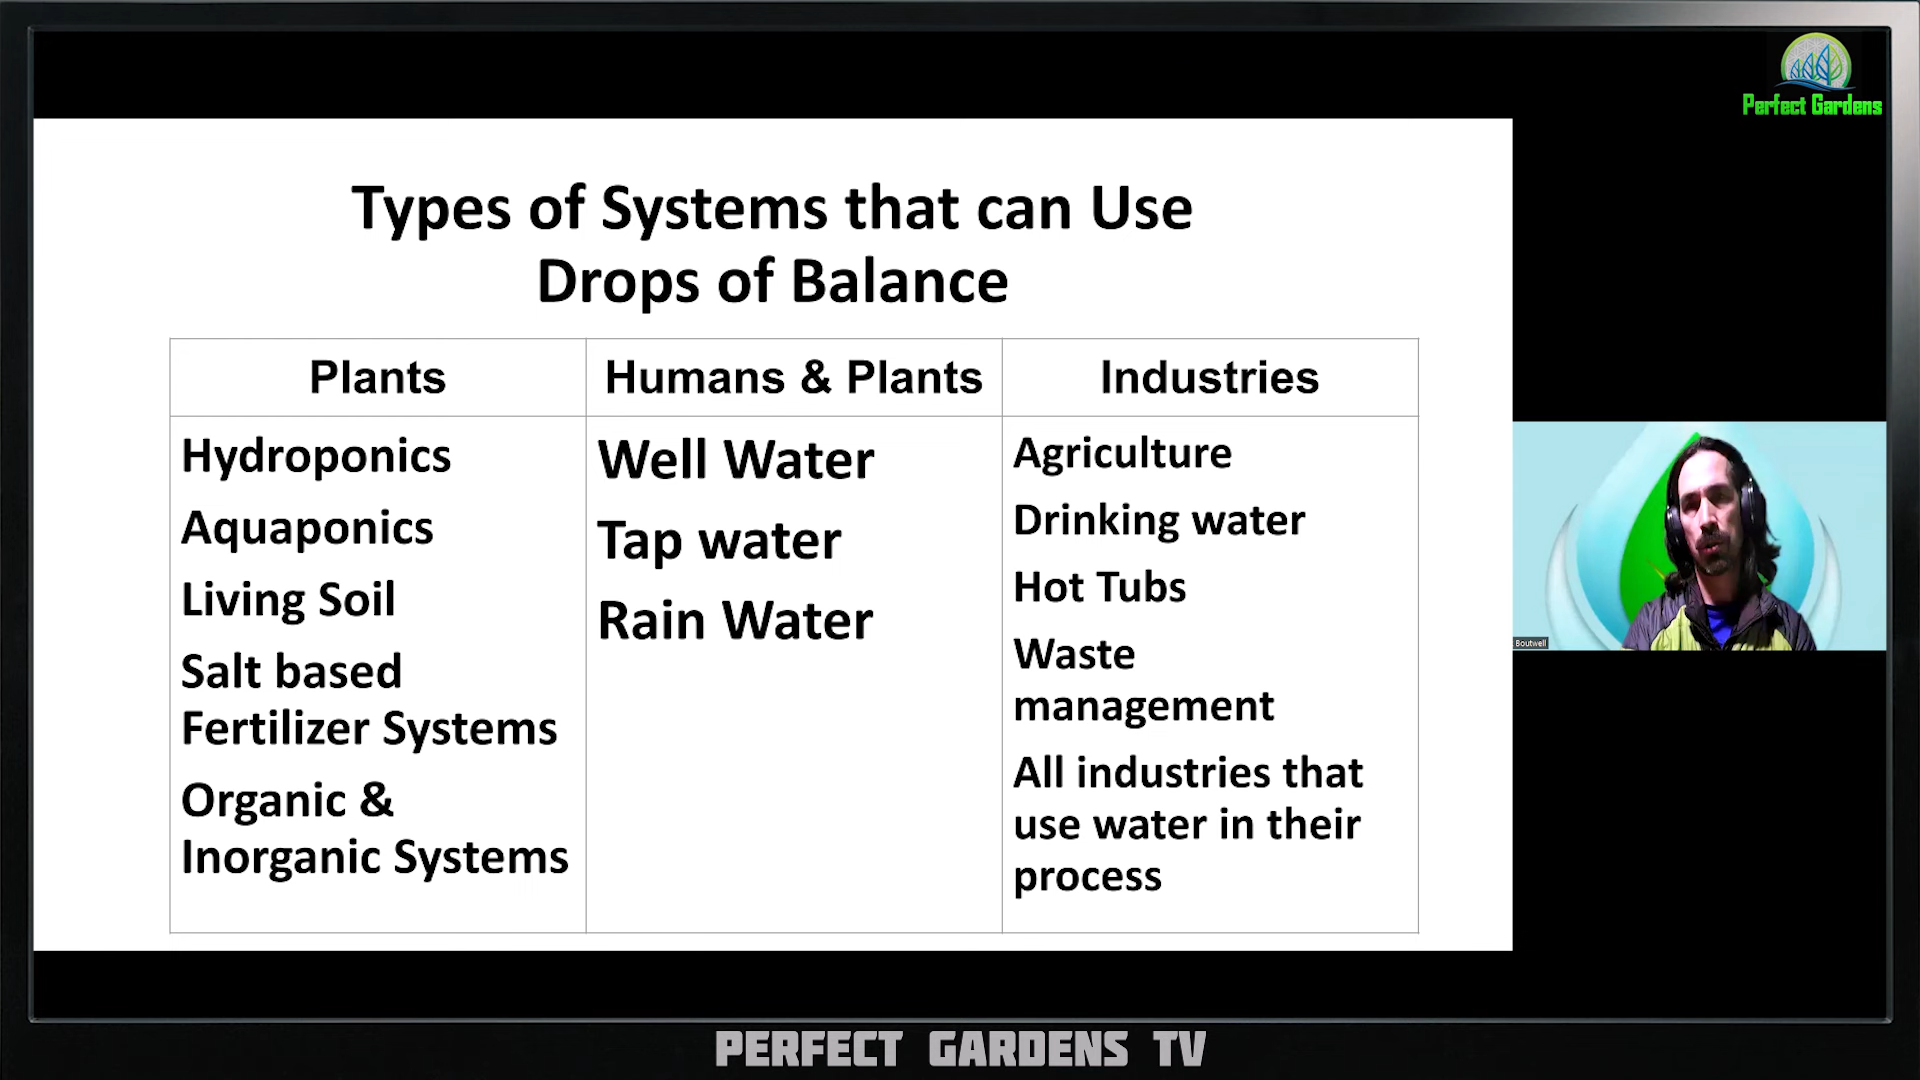 Perfect Gardens
Types of Systems that can Use
Drops of Balance
Plants
Humans & Plants
Industries
Hydroponics
Aquaponics
Living Soil
Salt based
Fertilizer Systems
Organic &
Inorganic Systems
Well Water
Tap water
Rain Water
Agriculture
Drinking water
Hot Tubs
Waste
management
All industries that
use water in their
process
Boutwell
PERFECT GARDENS TV